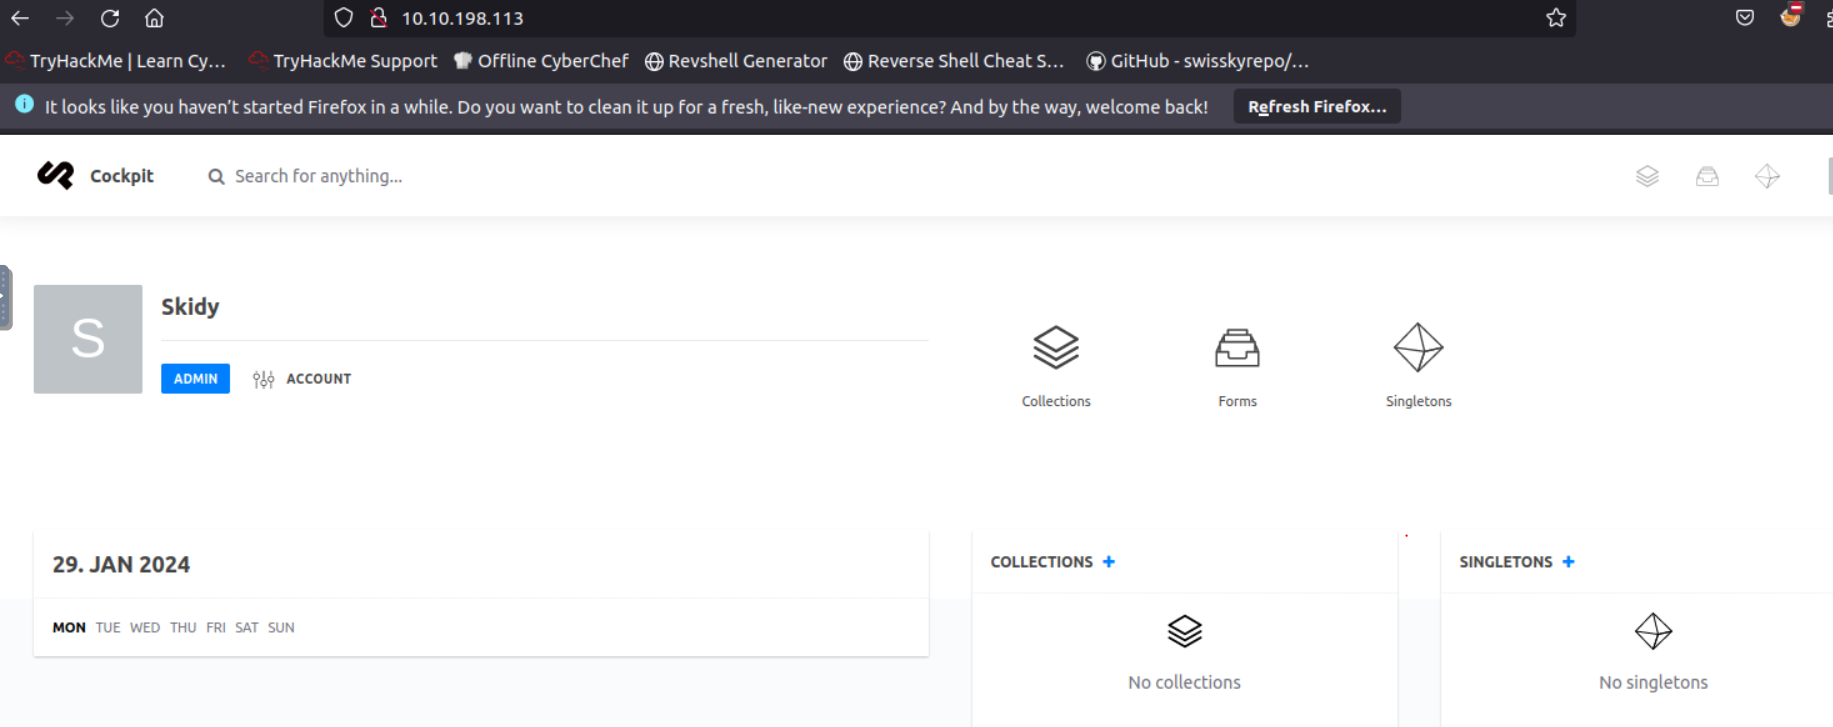 10.10.198.113
TryHackMe | Learn Cy... TryHackMe Support Offline CyberChef Revshell Generator Reverse Shell Cheat S... GitHub - swisskyrepo/...
It looks like you haven't started Firefox in a while. Do you want to clean it up for a fresh, like-new experience? And by the way, welcome back! Refresh Firefox...
Cockpit Search for anything...
S
Skidy
ADMIN ACCOUNT
Collections Forms Singletons
29. JAN 2024
MON TUE WED THU FRI SAT SUN
COLLECTIONS + SINGLETONS +
No collections No singletons